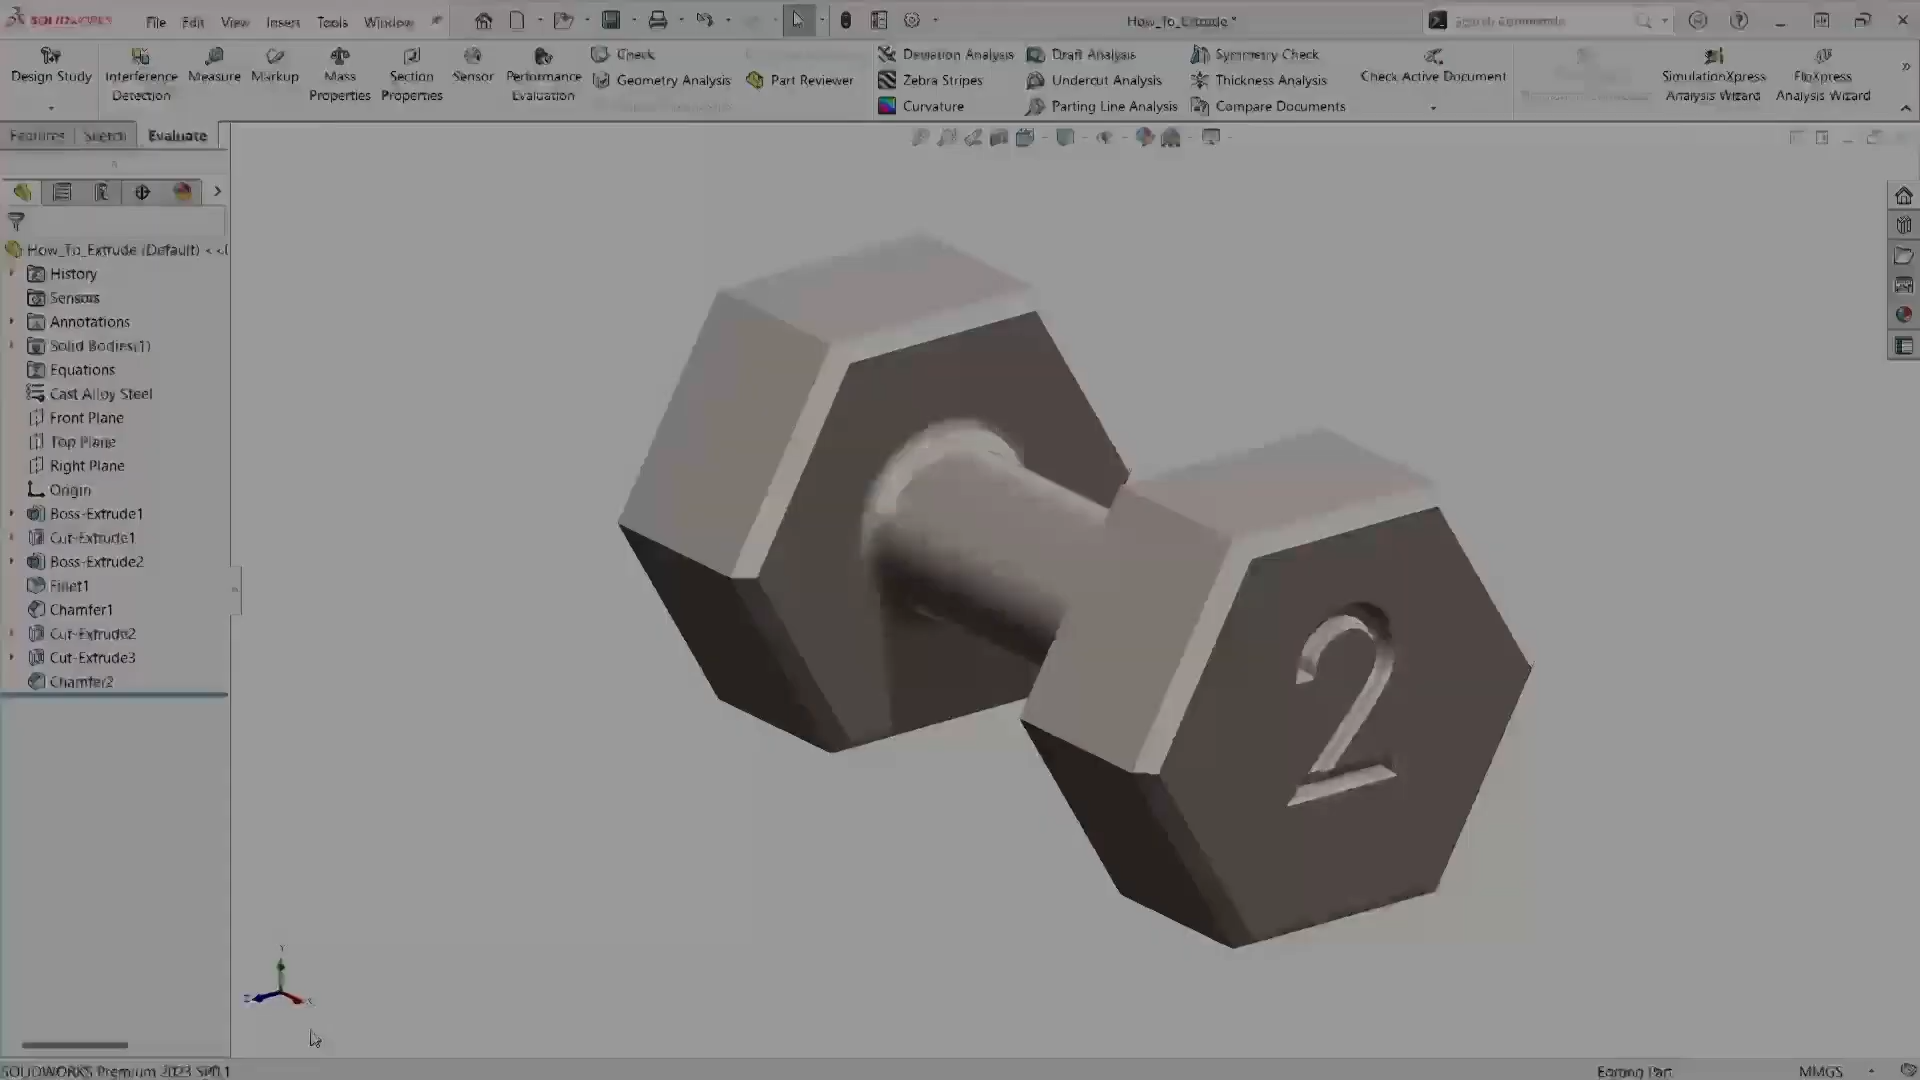 SOLIDWORKS File Edit View Insert Tools Window How_To_Extrude * Search Commands
Design Study Interference Detection Measure Markup Mass Properties Section Properties Sensor Performance Evaluation
Check
Geometry Analysis Part Reviewer
Deviation Analysis Draft Analysis Symmetry Check
Zebra Stripes Undercut Analysis Thickness Analysis
Curvature Parting Line Analysis Compare Documents
Check Active Document SimulationXpress Analysis Wizard FloXpress Analysis Wizard
Features Sketch Evaluate
How_To_Extrude (Default) <
History
Sensors
Annotations
Solid Bodies(1)
Equations
Cast Alloy Steel
Front Plane
Top Plane
Right Plane
Origin
Boss-Extrude1
Cut-Extrude1
Boss-Extrude2
Fillet1
Chamfer1
Cut-Extrude2
Cut-Extrude3
Chamfer2
2
Y
Z X
SOLIDWORKS Premium 2023 SP0.1 Editing Part MMGS